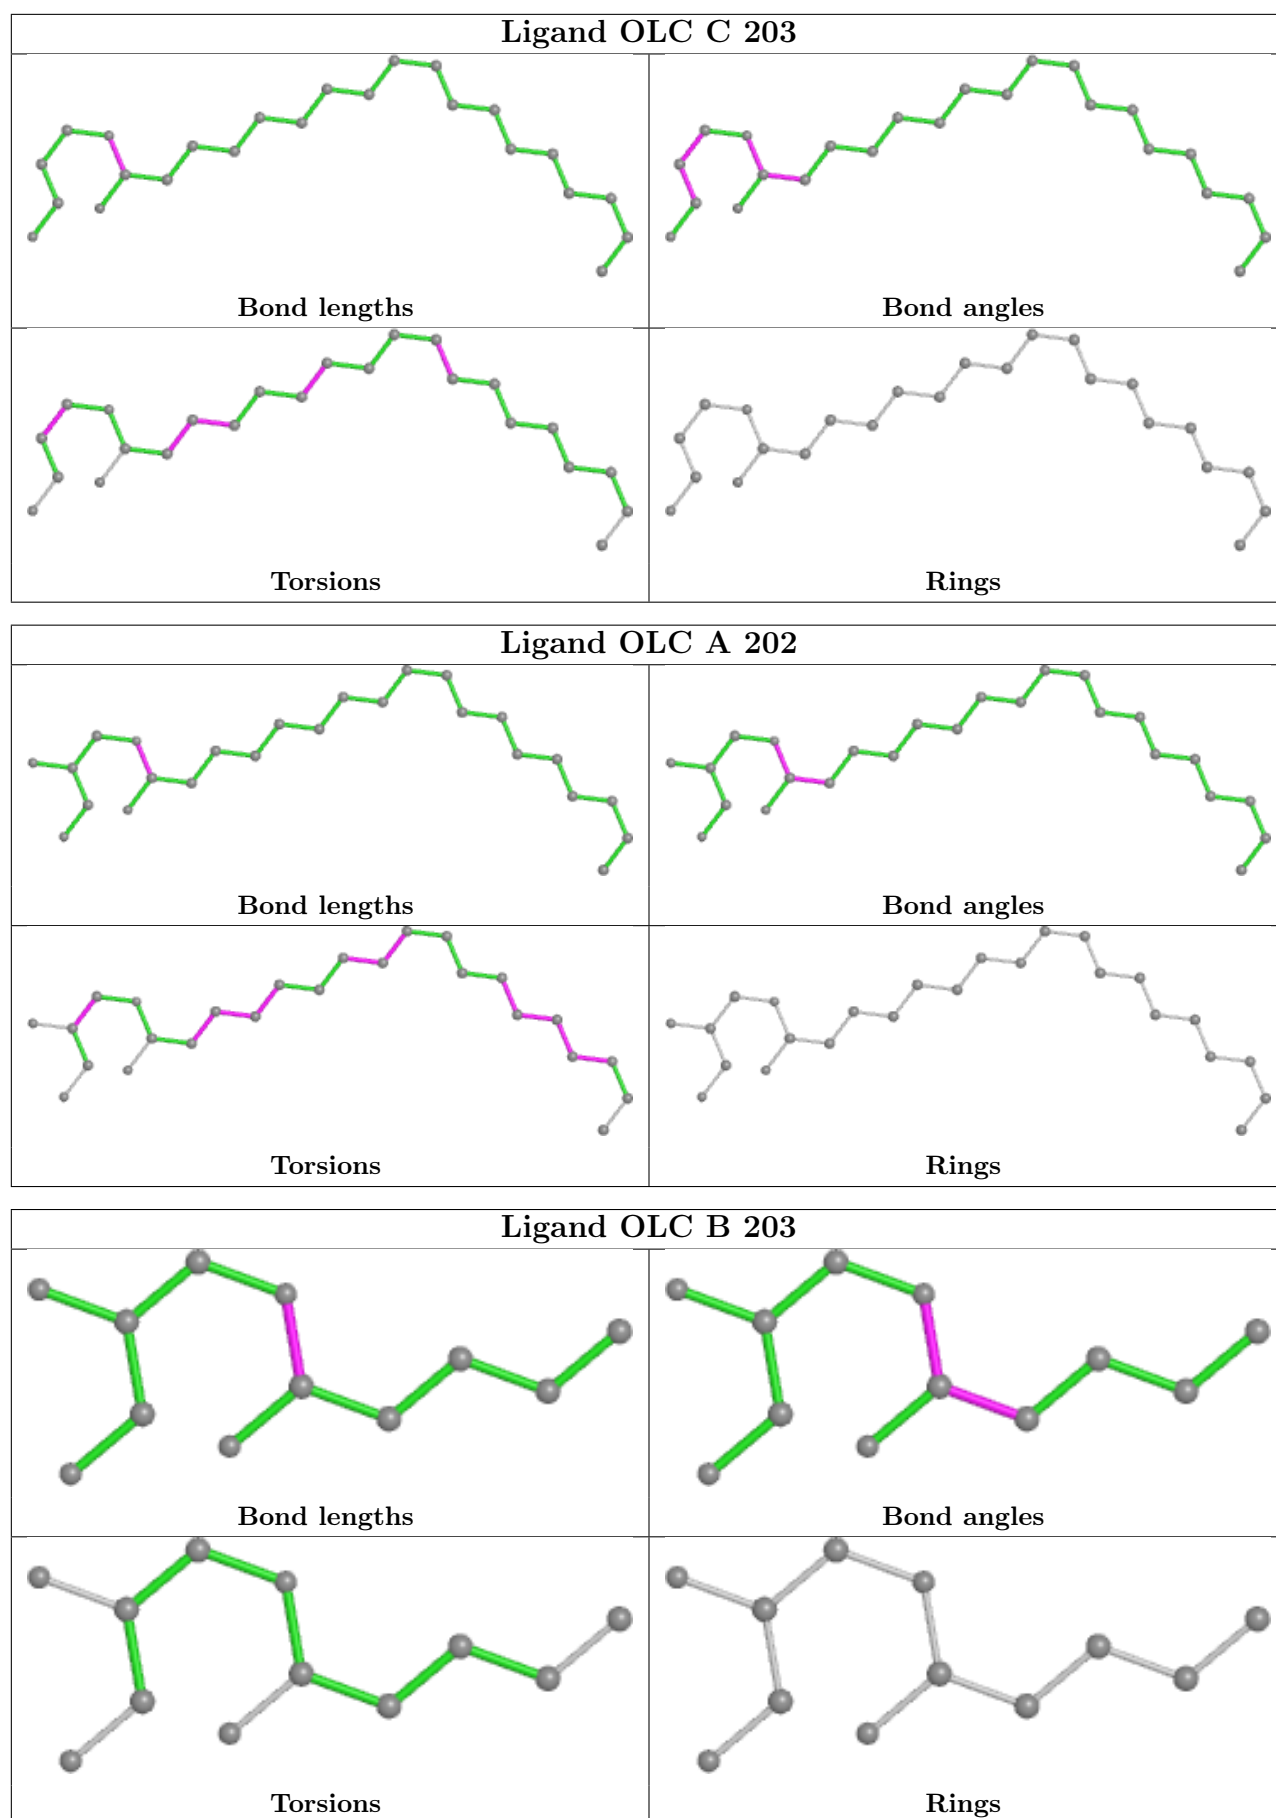 Ligand OLC C 203
Bond lengths
Bond angles
Torsions
Rings
Ligand OLC A 202
Bond lengths
Bond angles
Torsions
Rings
Ligand OLC B 203
Bond lengths
Bond angles
Torsions
Rings